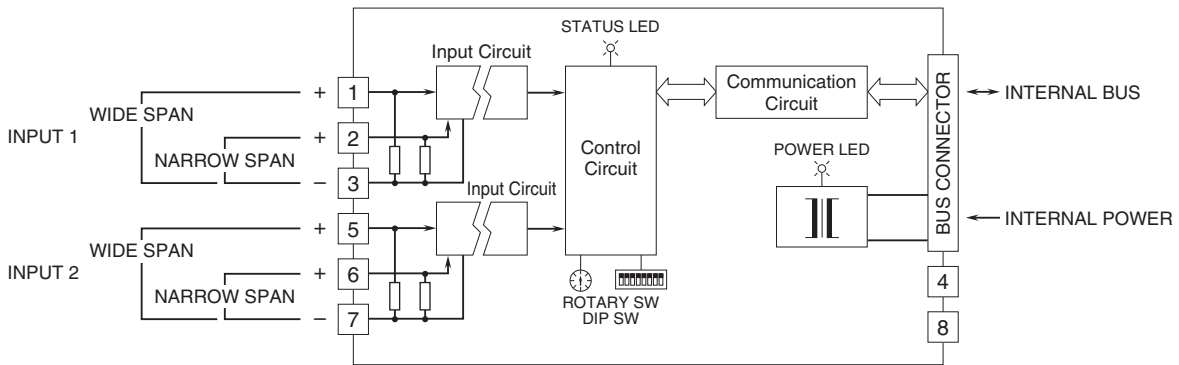 STATUS LED
Input Circuit
INPUT 1
WIDE SPAN
NARROW SPAN
+ 1
+ 2
− 3
Input Circuit
INPUT 2
WIDE SPAN
NARROW SPAN
+ 5
+ 6
− 7
Control
Circuit
ROTARY SW
DIP SW
Communication
Circuit
POWER LED
BUS CONNECTOR
INTERNAL BUS
INTERNAL POWER
4
8